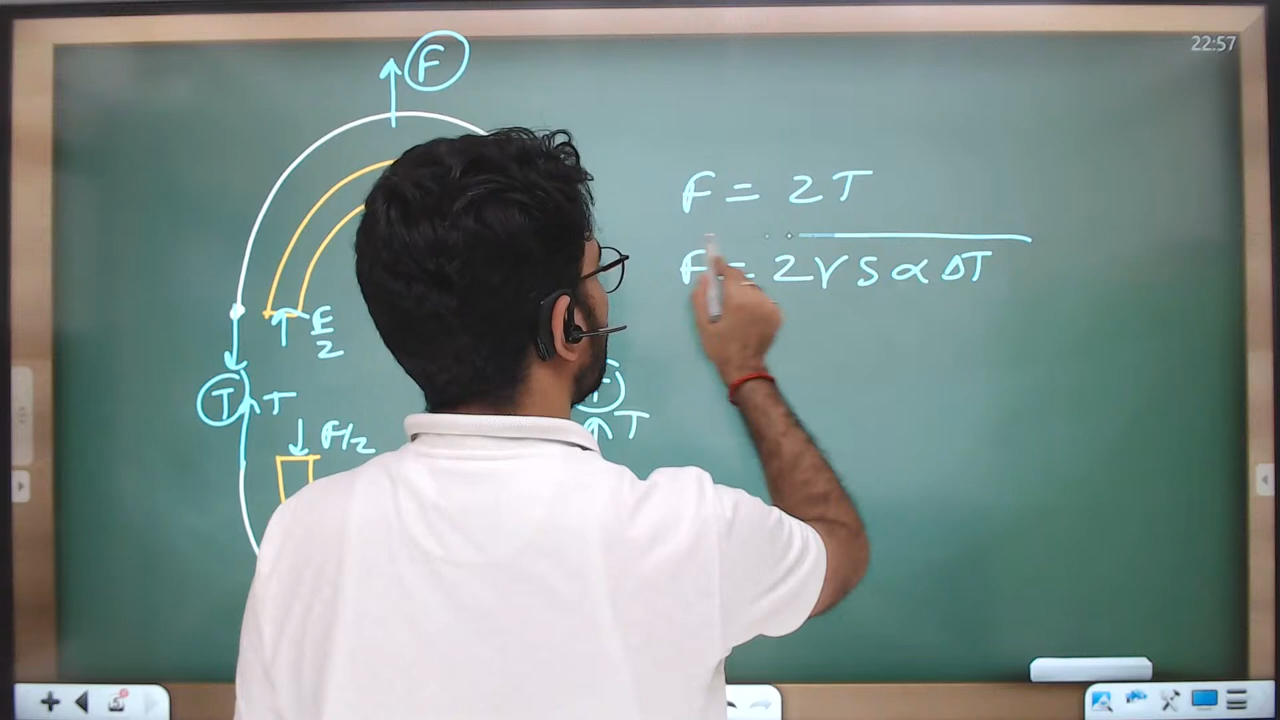 22:57
F
F = 2T
F = 2YSαΔT
F
2
T
T
F/2
T